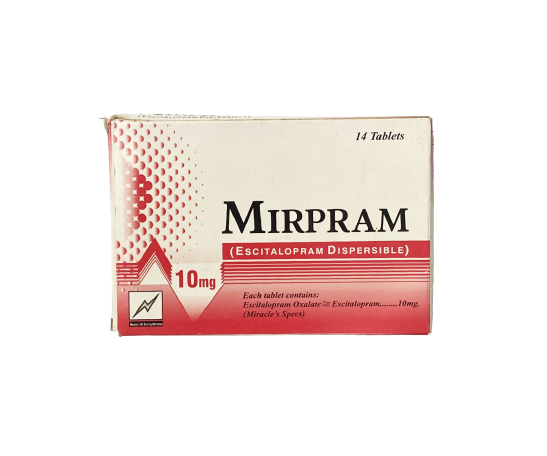 14 Tablets
MIRPRAM
(ESCITALOPRAM DISPERSIBLE)
10mg
Each tablet contains:
Escitalopram Oxalate ≅ Escitalopram........10mg.
(Miracle's Specs)